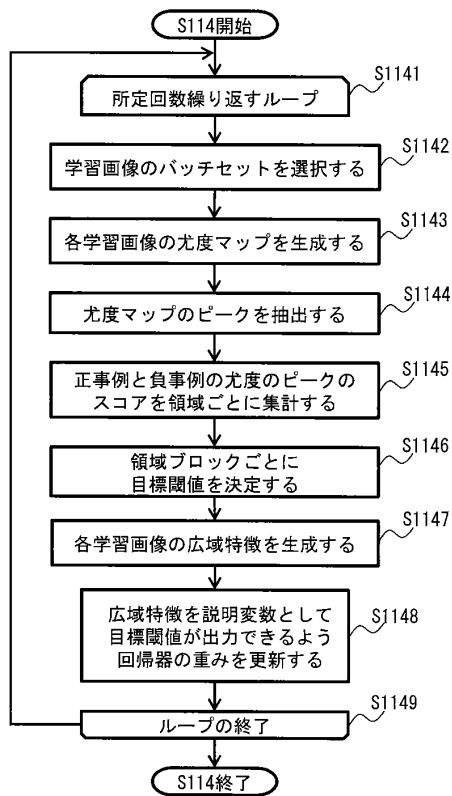 S114開始
S1141
所定回数繰り返すループ
S1142
学習画像のバッチセットを選択する
S1143
各学習画像の尤度マップを生成する
S1144
尤度マップのピークを抽出する
S1145
正事例と負事例の尤度のピークの
スコアを領域ごとに集計する
S1146
領域ブロックごとに
目標閾値を決定する
S1147
各学習画像の広域特徴を生成する
S1148
広域特徴を説明変数として
目標閾値が出力できるよう
回帰器の重みを更新する
S1149
ループの終了
S114終了